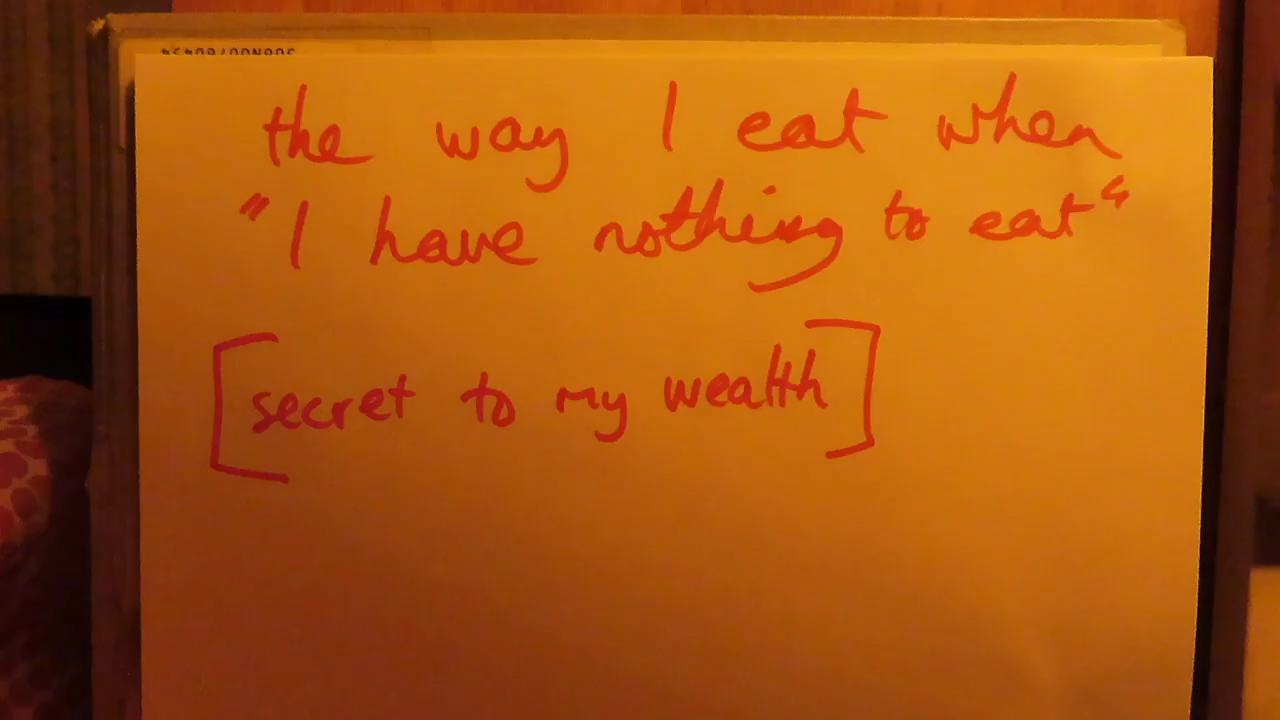 the way I eat when
"I have nothing to eat"
[secret to my wealth]